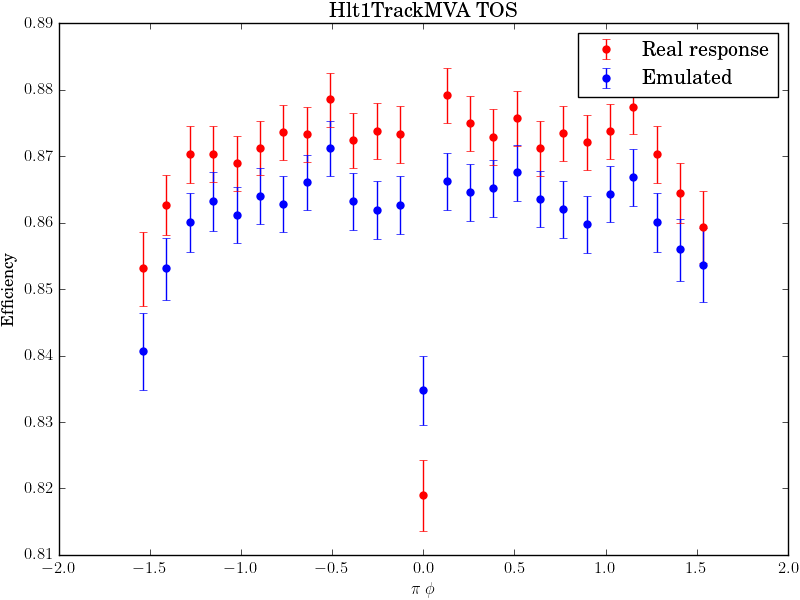 Hlt1TrackMVA TOS
0.89
0.88
0.87
0.86
0.85
0.84
0.83
0.82
0.81
Efficiency
Real response
Emulated
−2.0 −1.5 −1.0 −0.5 0.0 0.5 1.0 1.5 2.0
π ϕ